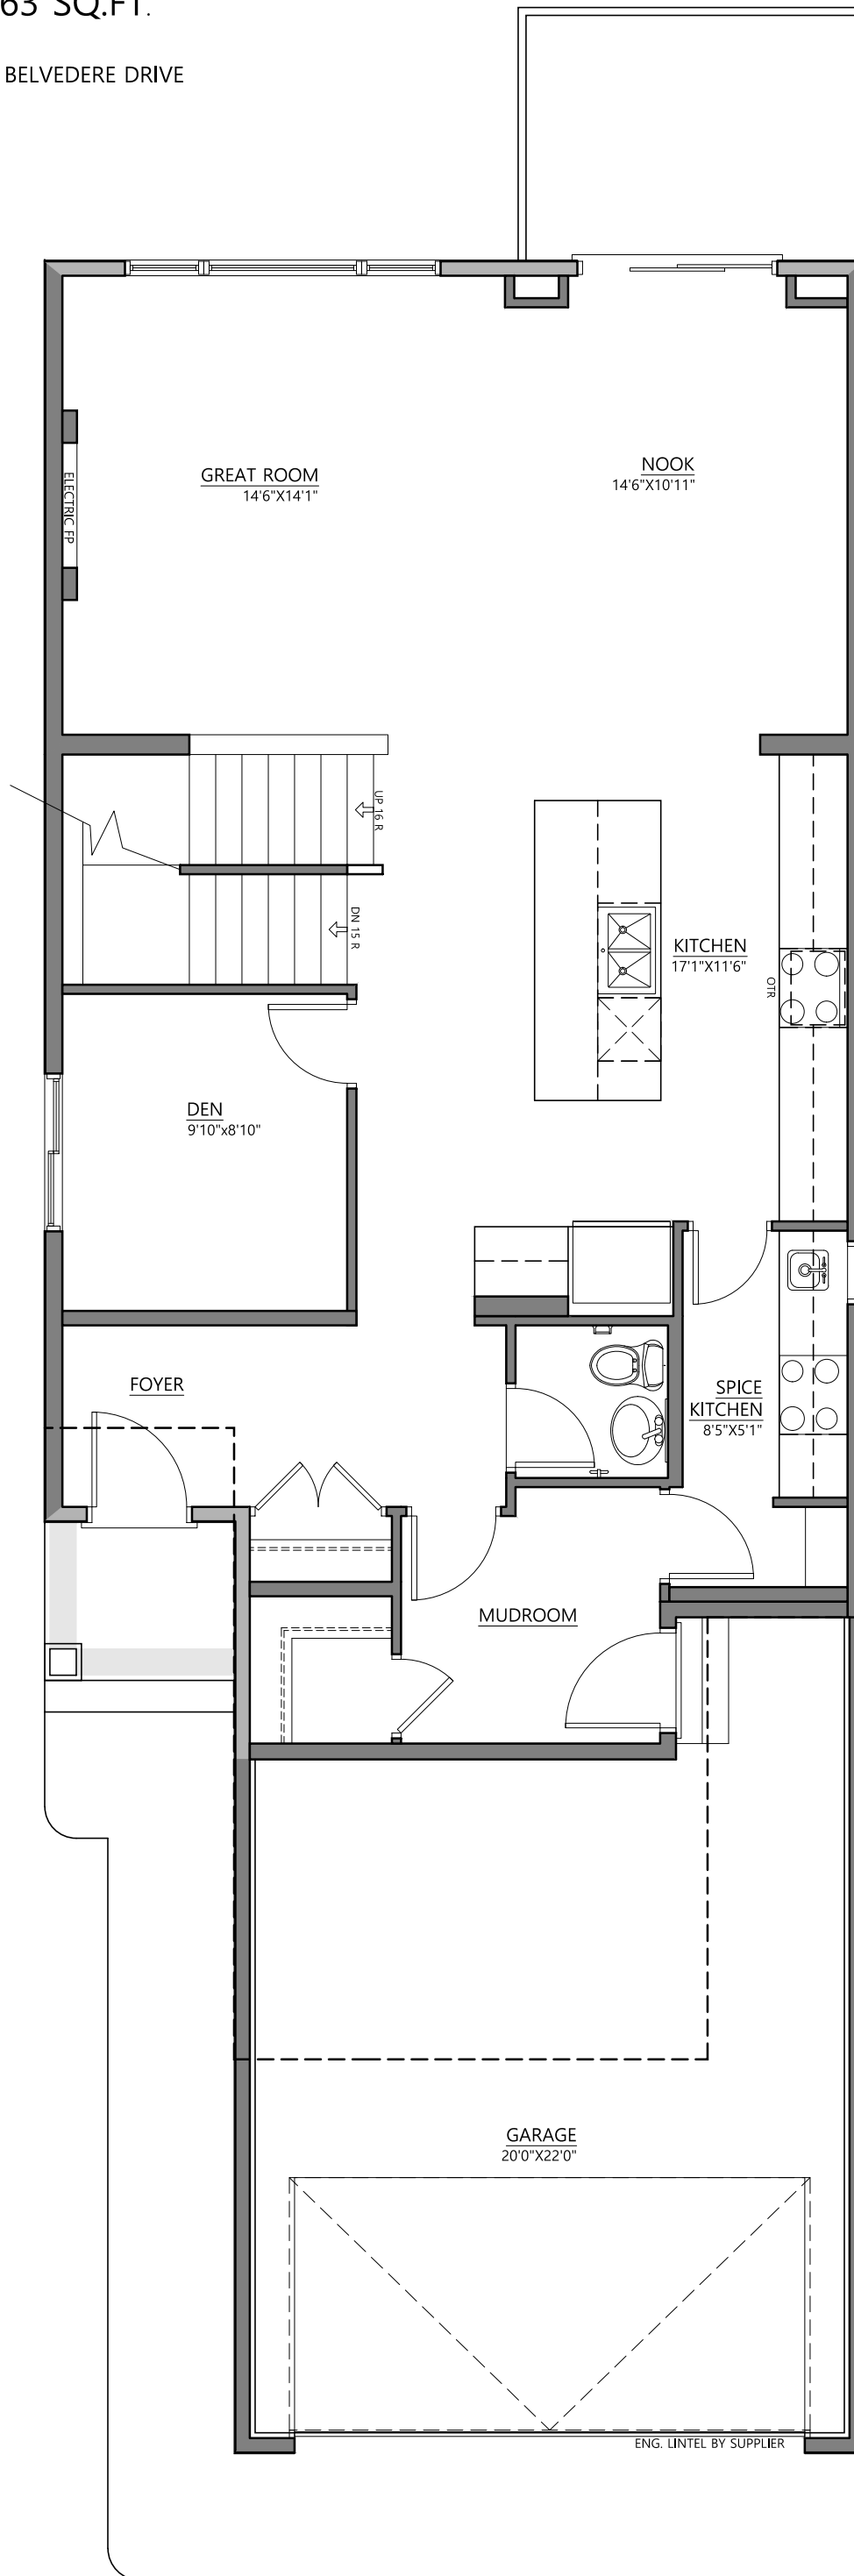 63 SQ.FT.
BELVEDERE DRIVE
GREAT ROOM
14'6"X14'1"
NOOK
14'6"X10'11"
ELECTRIC FP
UP 16 R
DN 15 R
KITCHEN
17'1"X11'6"
OTR
DEN
9'10"x8'10"
FOYER
SPICE
KITCHEN
8'5"X5'1"
MUDROOM
GARAGE
20'0"X22'0"
ENG. LINTEL BY SUPPLIER